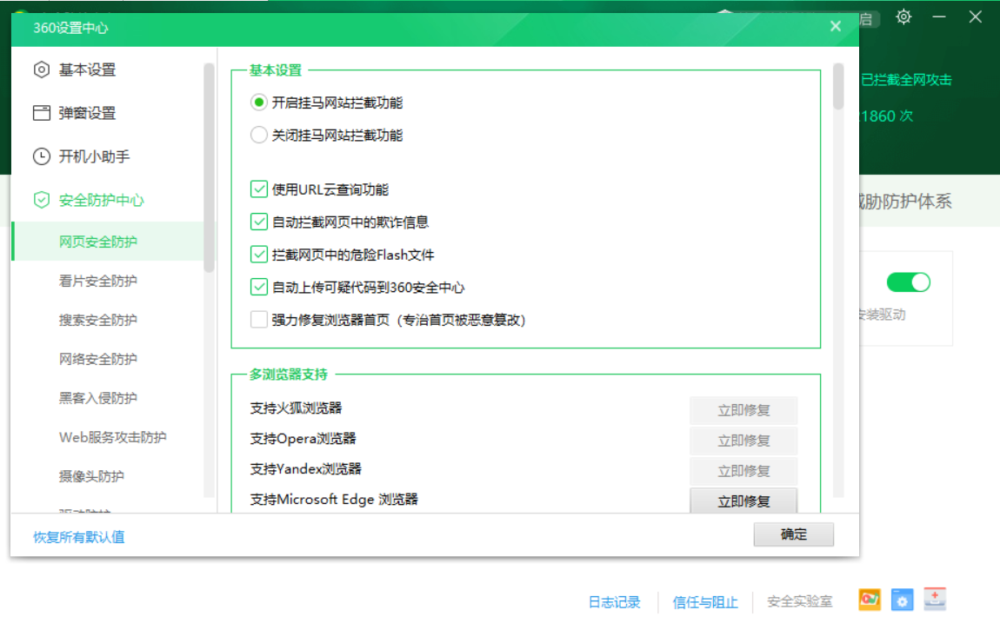 360设置中心
启
基本设置
弹窗设置
开机小助手
安全防护中心
网页安全防护
看片安全防护
搜索安全防护
网络安全防护
黑客入侵防护
Web服务攻击防护
摄像头防护
恢复所有默认值
基本设置
开启挂马网站拦截功能
关闭挂马网站拦截功能
使用URL云查询功能
自动拦截网页中的欺诈信息
拦截网页中的危险Flash文件
自动上传可疑代码到360安全中心
强力修复浏览器首页（专治首页被恶意篡改）
多浏览器支持
支持火狐浏览器 立即修复
支持Opera浏览器 立即修复
支持Yandex浏览器 立即修复
支持Microsoft Edge 浏览器 立即修复
确定
已拦截全网攻击
1860 次
胁防护体系
安装驱动
日志记录 信任与阻止 安全实验室